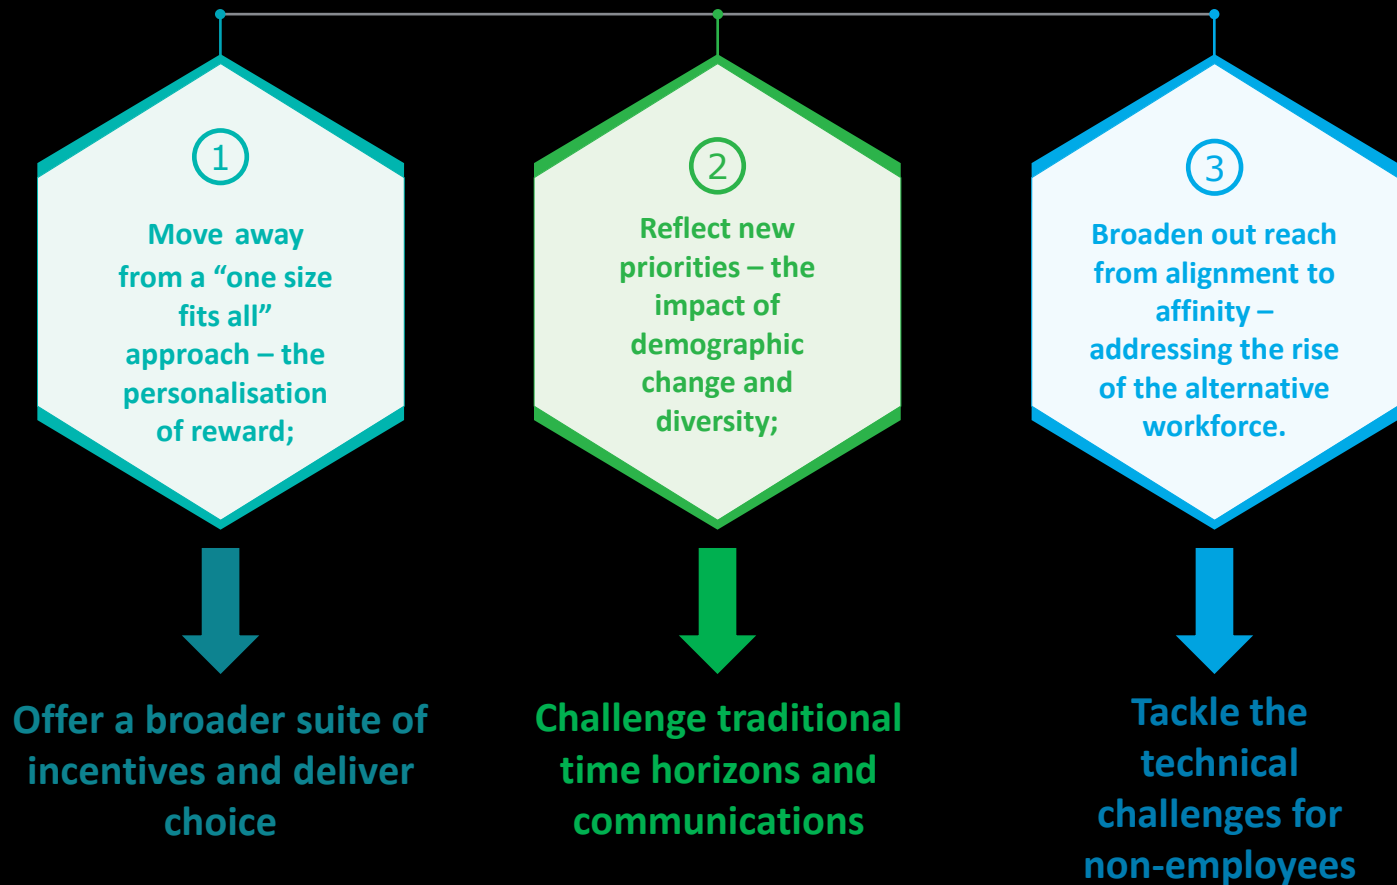 1
Move away
from a “one size
fits all”
approach – the
personalisation
of reward;
2
Reflect new
priorities – the
impact of
demographic
change and
diversity;
3
Broaden out reach
from alignment to
affinity –
addressing the rise
of the alternative
workforce.
Offer a broader suite of
incentives and deliver
choice
Challenge traditional
time horizons and
communications
Tackle the
technical
challenges for
non-employees